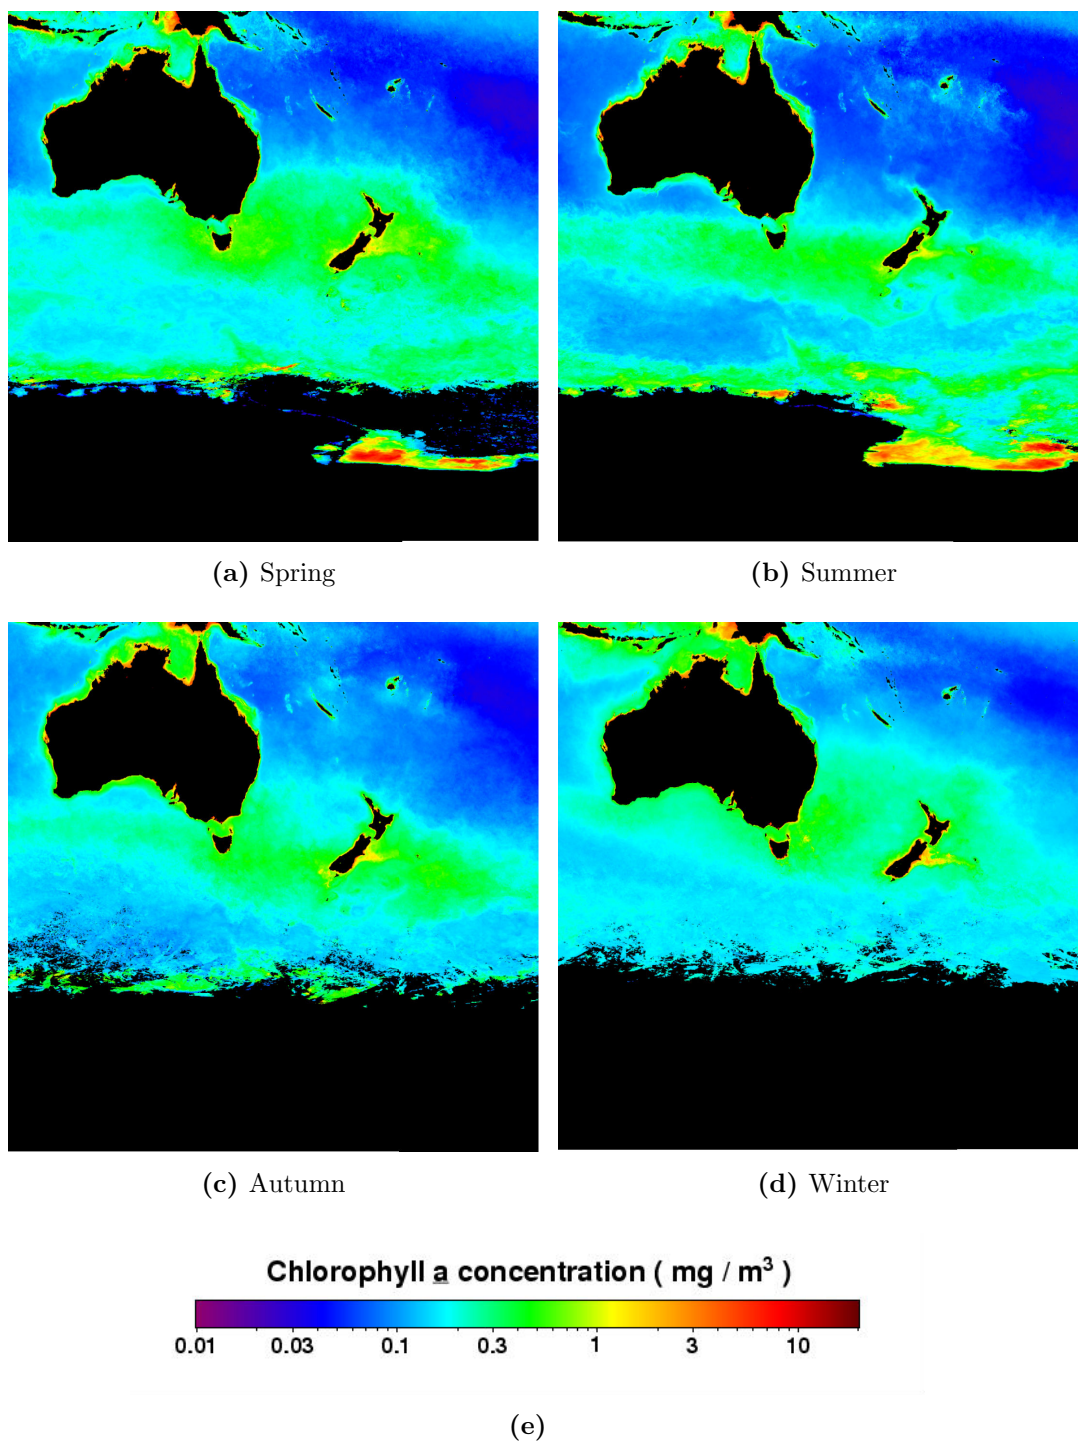 (a) Spring
(b) Summer
(c) Autumn
(d) Winter
Chlorophyll a concentration ( mg / m³ )
0.01 0.03 0.1 0.3 1 3 10
(e)